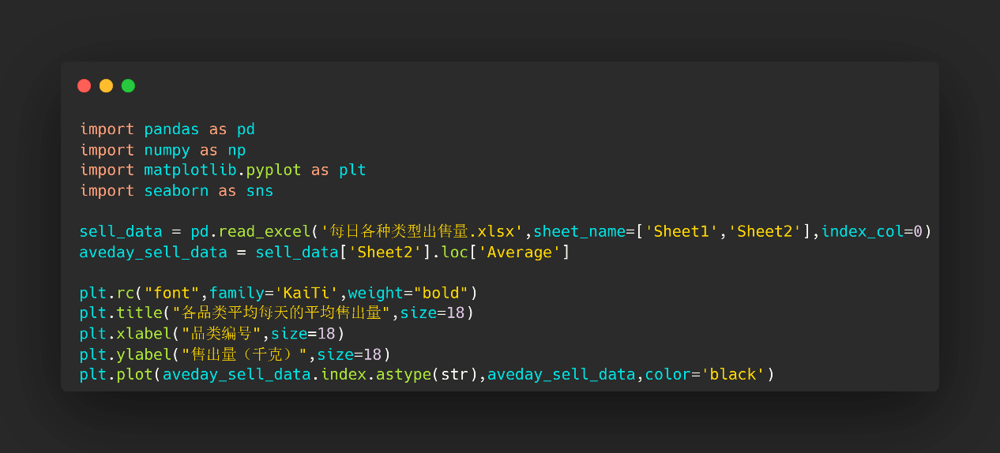 import pandas as pd
import numpy as np
import matplotlib.pyplot as plt
import seaborn as sns
sell_data = pd.read_excel('每日各种类型出售量.xlsx',sheet_name=['Sheet1','Sheet2'],index_col=0)
aveday_sell_data = sell_data['Sheet2'].loc['Average']
plt.rc("font",family='KaiTi',weight="bold")
plt.title("各品类平均每天的平均售出量",size=18)
plt.xlabel("品类编号",size=18)
plt.ylabel("售出量（千克）",size=18)
plt.plot(aveday_sell_data.index.astype(str),aveday_sell_data,color='black')